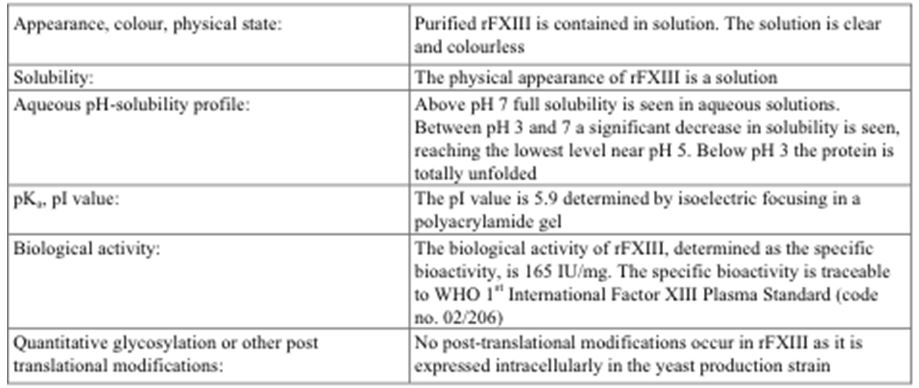 Appearance, colour, physical state:
Purified rFXIII is contained in solution. The solution is clear
and colourless
Solubility:
The physical appearance of rFXIII is a solution
Aqueous pH-solubility profile:
Above pH 7 full solubility is seen in aqueous solutions.
Between pH 3 and 7 a significant decrease in solubility is seen,
reaching the lowest level near pH 5. Below pH 3 the protein is
totally unfolded
pKₐ, pI value:
The pI value is 5.9 determined by isoelectric focusing in a
polyacrylamide gel
Biological activity:
The biological activity of rFXIII, determined as the specific
bioactivity, is 165 IU/mg. The specific bioactivity is traceable
to WHO 1st International Factor XIII Plasma Standard (code
no. 02/206)
Quantitative glycosylation or other post
translational modifications:
No post-translational modifications occur in rFXIII as it is
expressed intracellularly in the yeast production strain